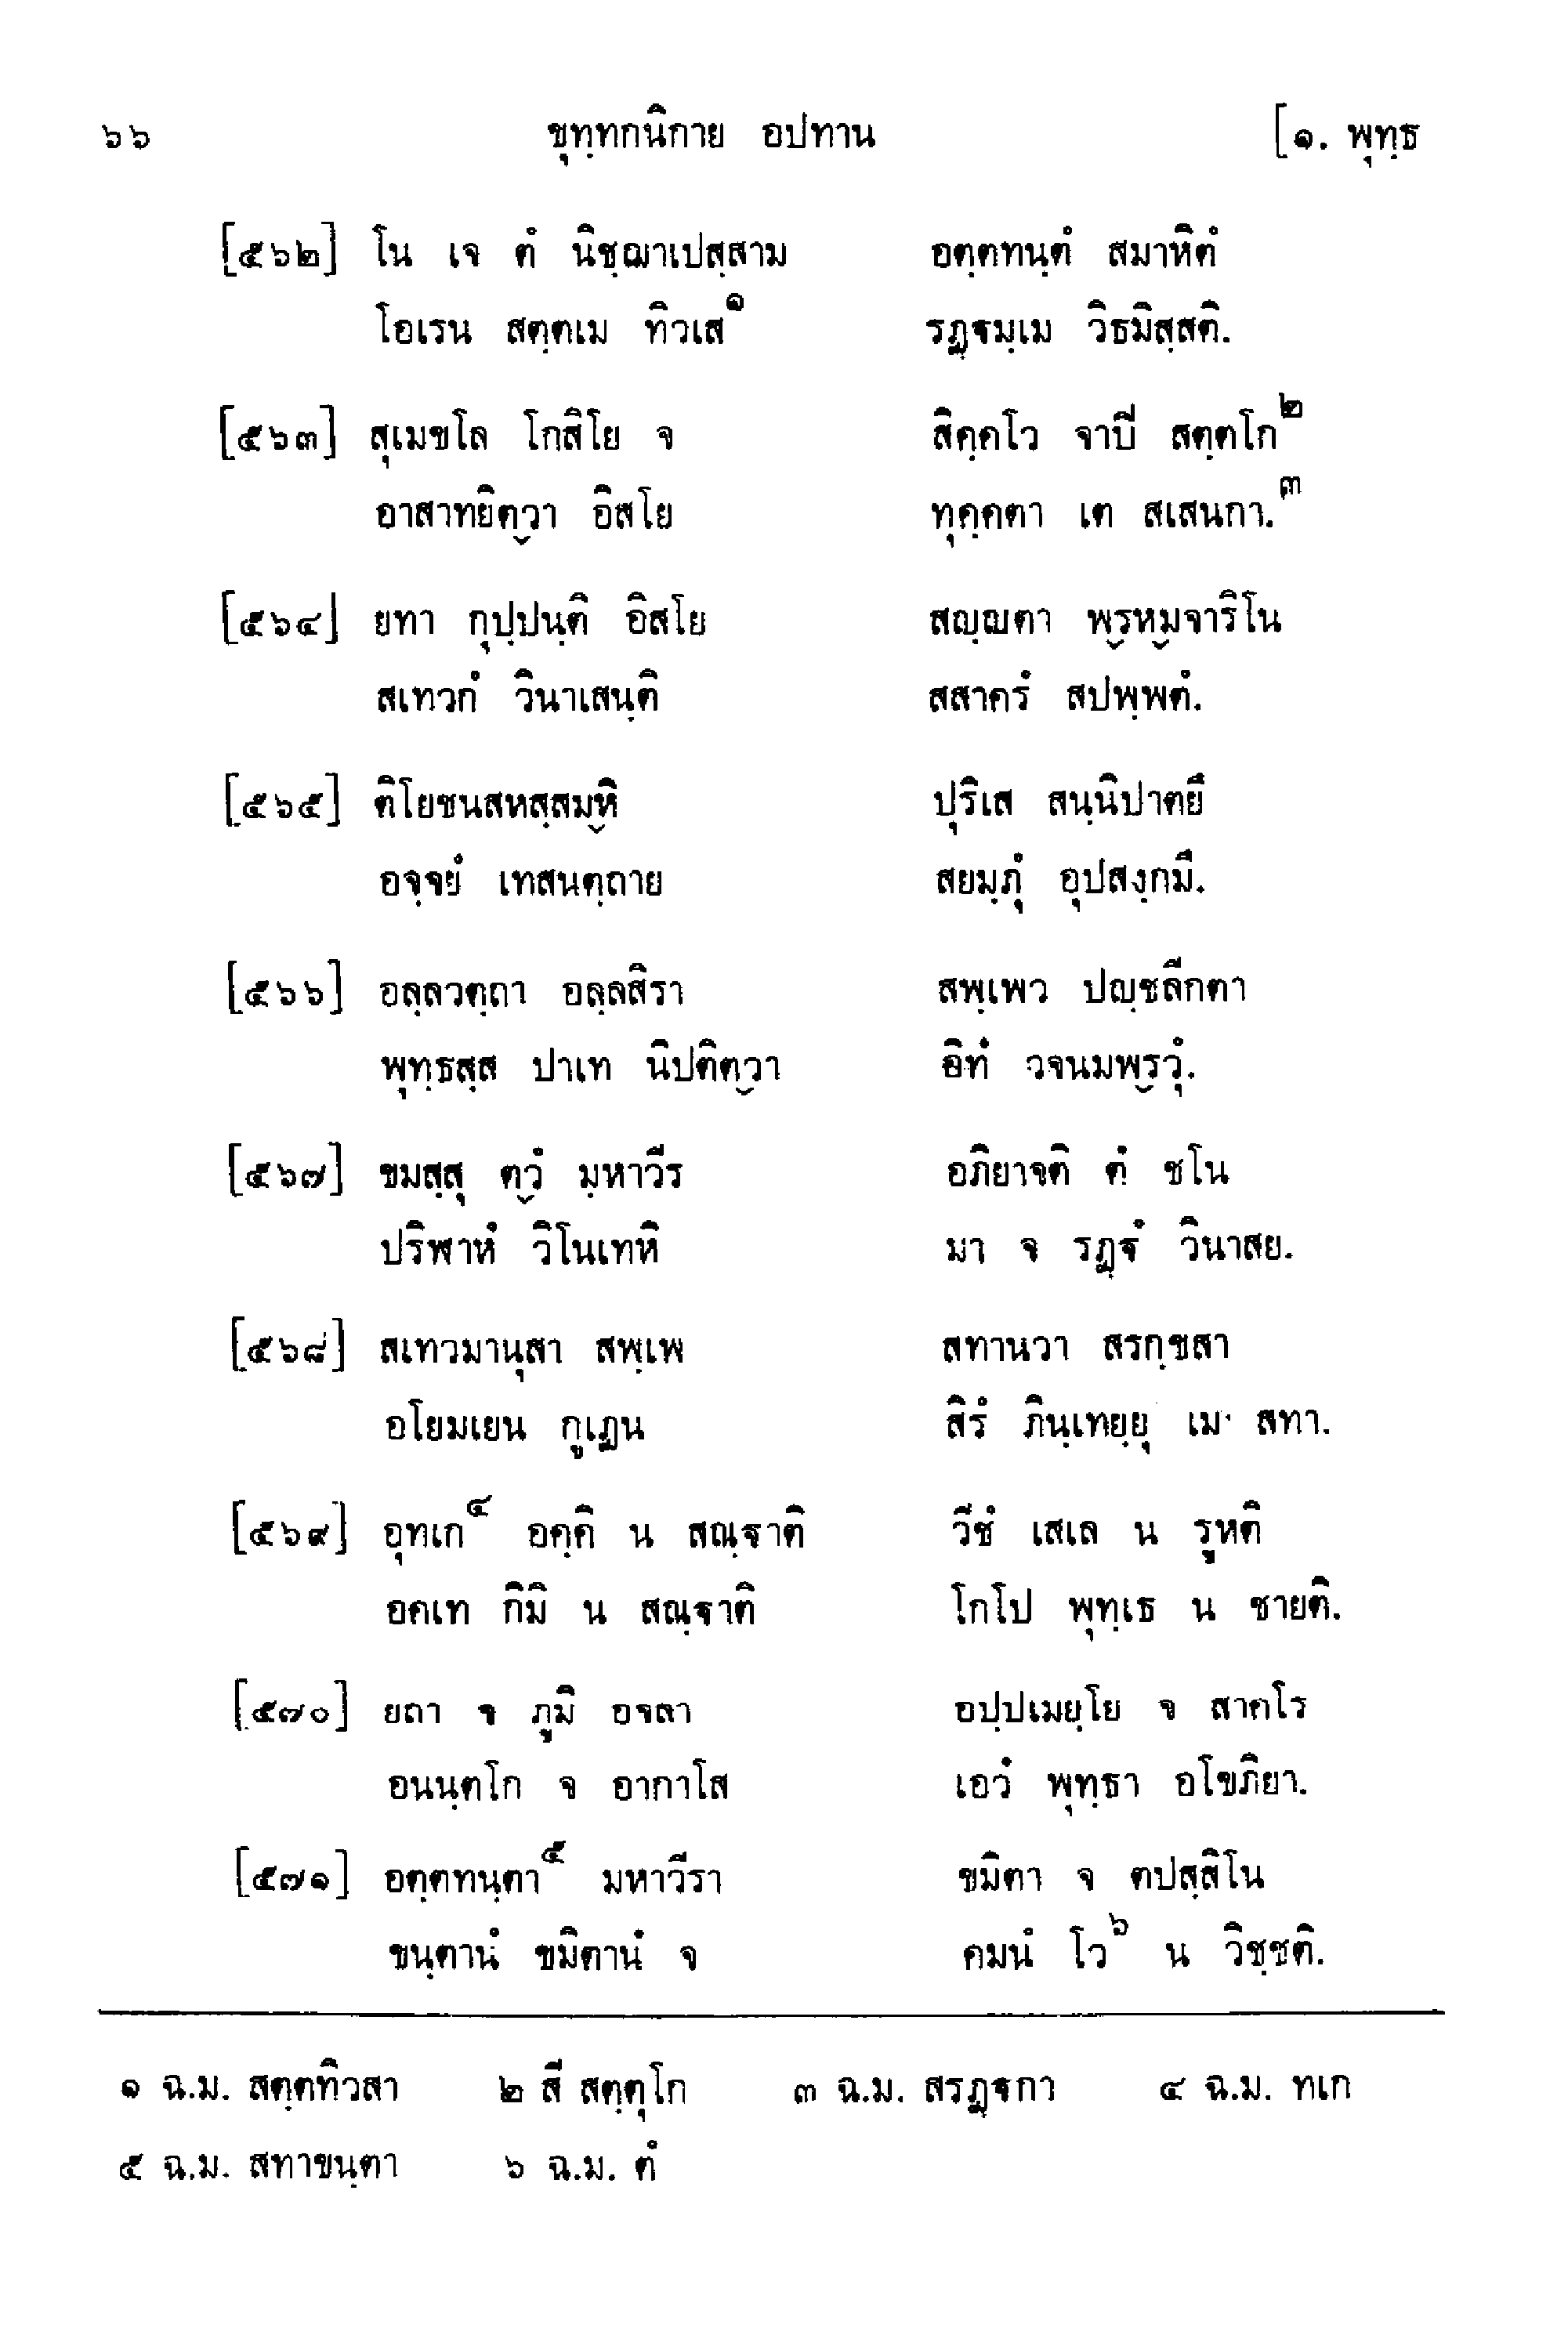 ๖๖ ขุทฺทกนิกาย อปทาน [๑. พุทฺธ
[๕๖๒] โน เจ ตํ นิชฺฌาเปสฺสาม อตฺตทนฺตํ สมาหิตํ
โอเรน สตฺตเม ทิวเส๑ รฏฺฐมฺเม วิธมิสฺสติ.
[๕๖๓] สุเมขโล โกสิโย จ สิคฺคโว จาปี สตฺตโก๒
อาสาทยิตฺวา อิสโย ทุคฺคตา เต สเสนกา.๓
[๕๖๔] ยทา กุปฺปนฺติ อิสโย สญฺญตา พฺรหฺมจาริโน
สเทวกํ วินาเสนฺติ สสาครํ สปพฺพตํ.
[๕๖๕] ติโยชนสหสฺสมฺหิ ปุริเส สนฺนิปาตยึ
อจฺจยํ เทสนตฺถาย สยมฺภุํ อุปสงฺกมึ.
[๕๖๖] อลฺลวตฺถา อลฺลสิรา สพฺเพว ปญฺชลีกตา
พุทฺธสฺส ปาเท นิปติตฺวา อิทํ วจนมพฺรวุํ.
[๕๖๗] ขมสฺสุ ตฺวํ มฺหาวีร อภิยาจติ ตํ ชโน
ปริฬาหํ วิโนเทหิ มา จ รฏฺฐํ วินาสย.
[๕๖๘] สเทวมานุสา สพฺเพ สทานวา สรกฺขสา
อโยมเยน กูเฏน สิรํ ภินฺเทยฺยุ เม สทา.
[๕๖๙] อุทเก๔ อคฺคิ น สณฺฐาติ วีชํ เสเล น รูหติ
อคเท กิมิ น สณฺฐาติ โกโป พุทฺเธ น ชายติ.
[๕๗๐] ยถา จ ภูมิ อจลา อปฺปเมยฺโย จ สาคโร
อนนฺตโก จ อากาโส เอวํ พุทฺธา อโขภิยา.
[๕๗๑] อตฺตทนฺตา๕ มหาวีรา ขมิตา จ ตปสฺสิโน
ขนฺตานํ ขมิตานํ จ คมนํ โว๖ น วิชฺชติ.
๑ ฉ.ม. สตฺตทิวสา ๒ สี สตฺตุโก ๓ ฉ.ม. สรฏฺฐกา ๔ ฉ.ม. ทเก
๕ ฉ.ม. สทาขนฺตา ๖ ฉ.ม. ตํ